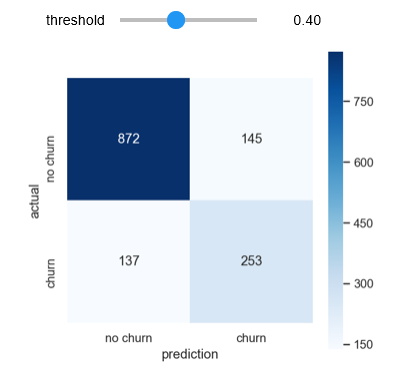 threshold 0.40
872 145
137 253
no churn
churn
actual
no churn churn
prediction
750
600
450
300
150